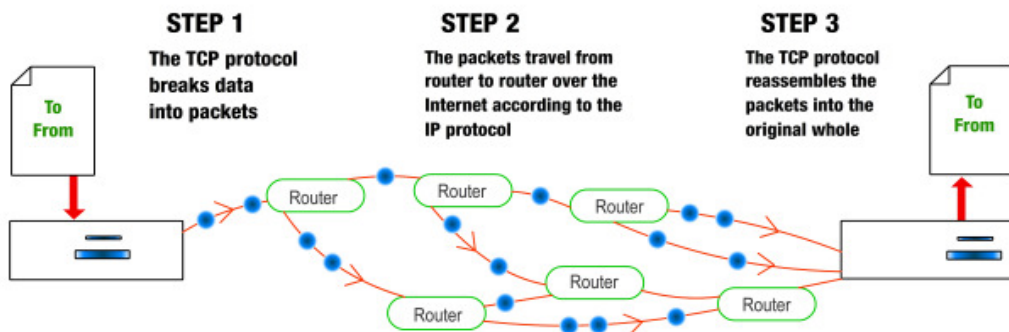 STEP 1
The TCP protocol
breaks data
into packets
STEP 2
The packets travel from
router to router over the
Internet according to the
IP protocol
STEP 3
The TCP protocol
reassembles the
packets into the
original whole
To
From
To
From
Router
Router
Router
Router
Router
Router